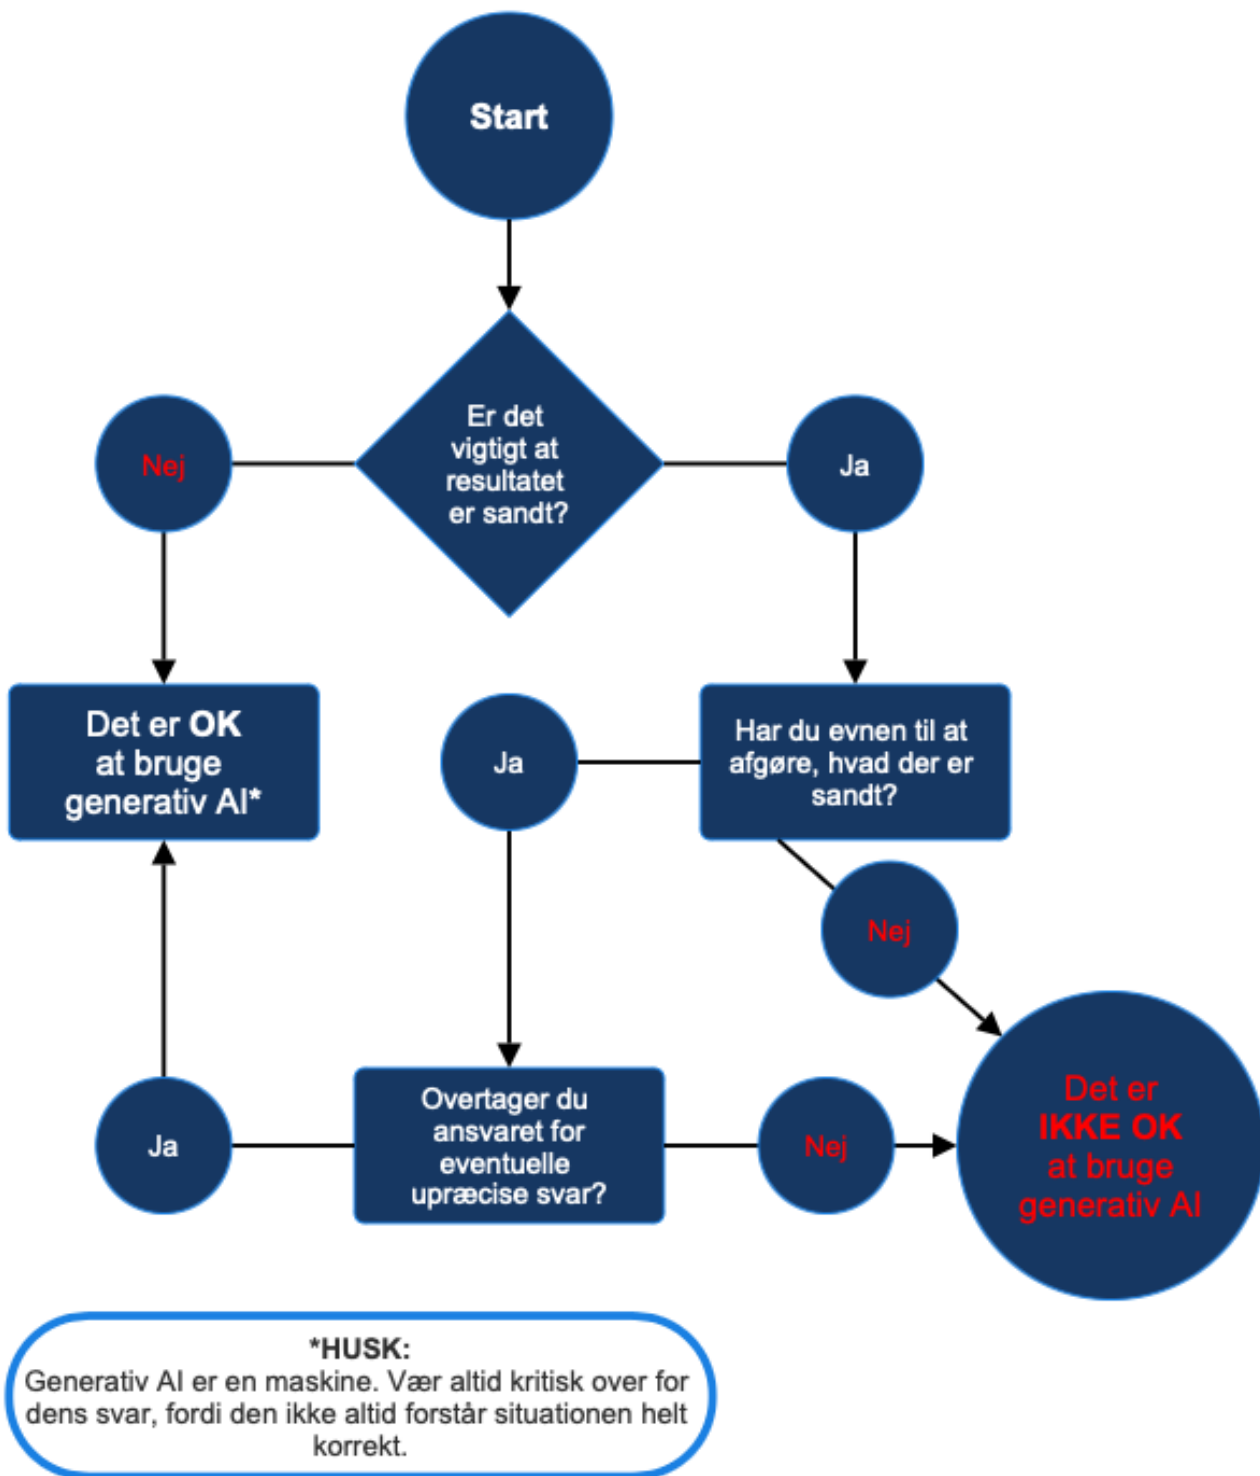 Start
Er det
vigtigt at
resultatet
er sandt?
Nej
Ja
Det er OK
at bruge
generativ AI*
Ja
Har du evnen til at
afgøre, hvad der er
sandt?
Nej
Ja
Overtager du
ansvaret for
eventuelle
upræcise svar?
Nej
Det er
IKKE OK
at bruge
generativ AI
*HUSK:
Generativ AI er en maskine. Vær altid kritisk over for
dens svar, fordi den ikke altid forstår situationen helt
korrekt.